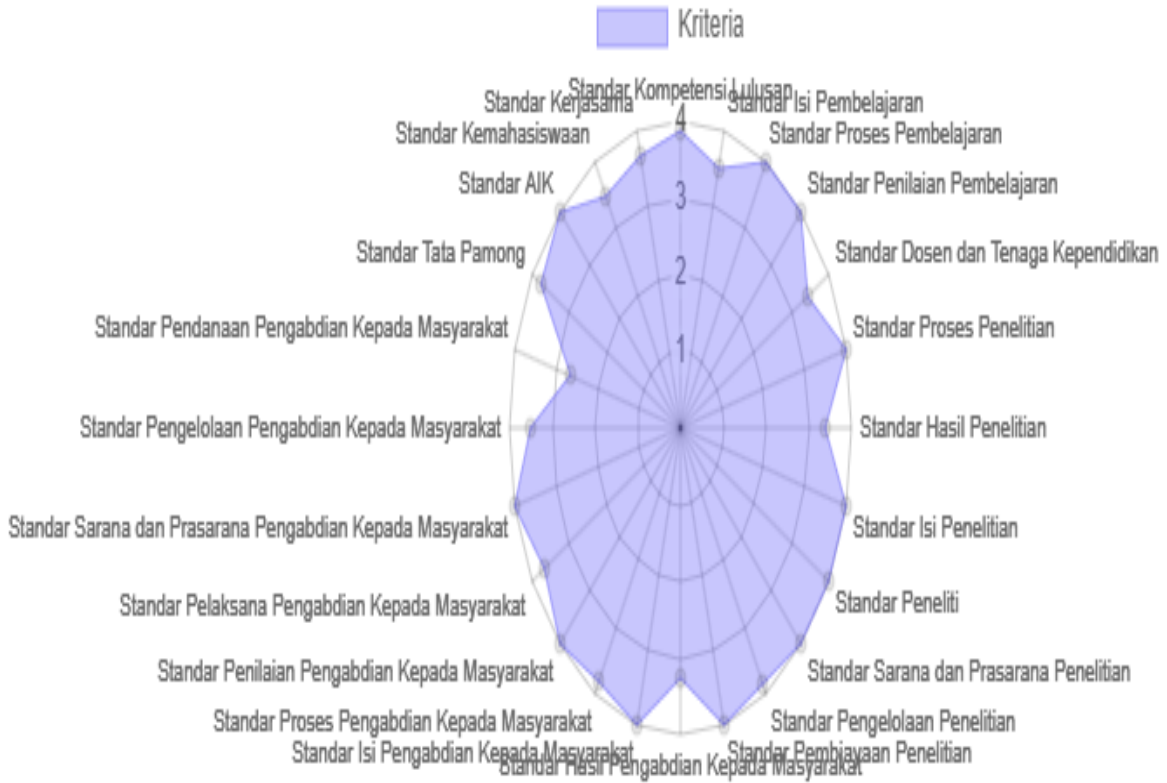 Kriteria
Standar Kompetensi Lulusan
Standar Isi Pembelajaran
Standar Proses Pembelajaran
Standar Penilaian Pembelajaran
Standar Dosen dan Tenaga Kependidikan
Standar Proses Penelitian
Standar Hasil Penelitian
Standar Isi Penelitian
Standar Peneliti
Standar Sarana dan Prasarana Penelitian
Standar Pengelolaan Penelitian
Standar Pembiayaan Penelitian
Standar Hasil Pengabdian Kepada Masyarakat
Standar Isi Pengabdian Kepada Masyarakat
Standar Proses Pengabdian Kepada Masyarakat
Standar Penilaian Pengabdian Kepada Masyarakat
Standar Pelaksana Pengabdian Kepada Masyarakat
Standar Sarana dan Prasarana Pengabdian Kepada Masyarakat
Standar Pengelolaan Pengabdian Kepada Masyarakat
Standar Pendanaan Pengabdian Kepada Masyarakat
Standar Tata Pamong
Standar AIK
Standar Kemahasiswaan
Standar Kerjasama
4
3
2
1